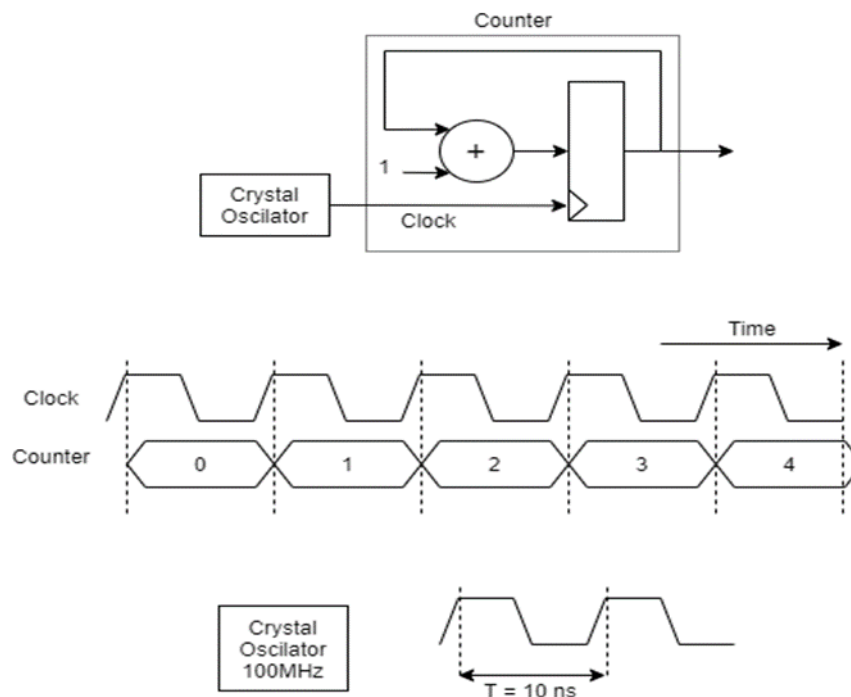 Counter
+
1
Crystal
Oscilator
Clock
Time
Clock
Counter
0 1 2 3 4
Crystal
Oscilator
100MHz
T = 10 ns